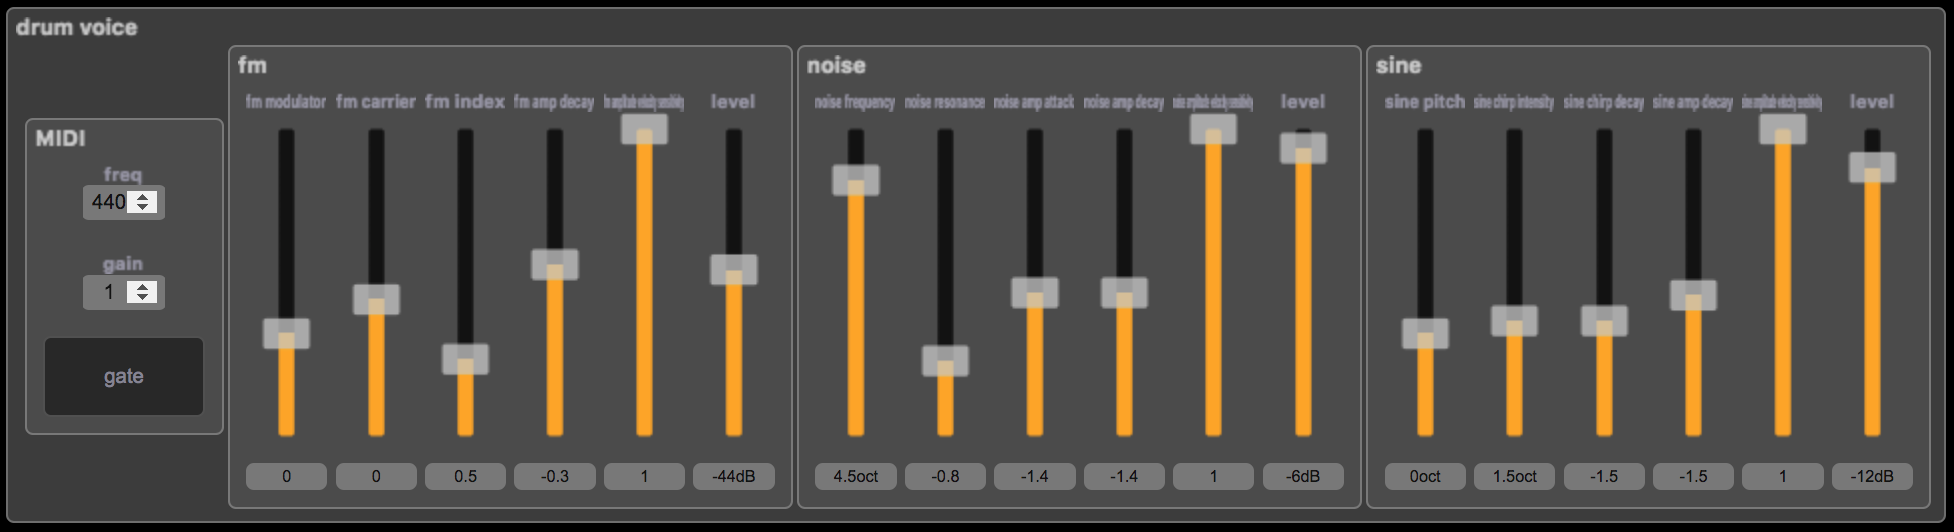 drum voice
MIDI
freq
440
gain
1
gate
fm
fm modulator fm carrier fm index fm amp decay level
0 0 0.5 -0.3 1 -44dB
noise
noise frequency noise resonance noise amp attack noise amp decay level
4.5oct -0.8 -1.4 -1.4 1 -6dB
sine
sine pitch sine chirp intensity sine chirp decay sine amp decay level
0oct 1.5oct -1.5 -1.5 1 -12dB